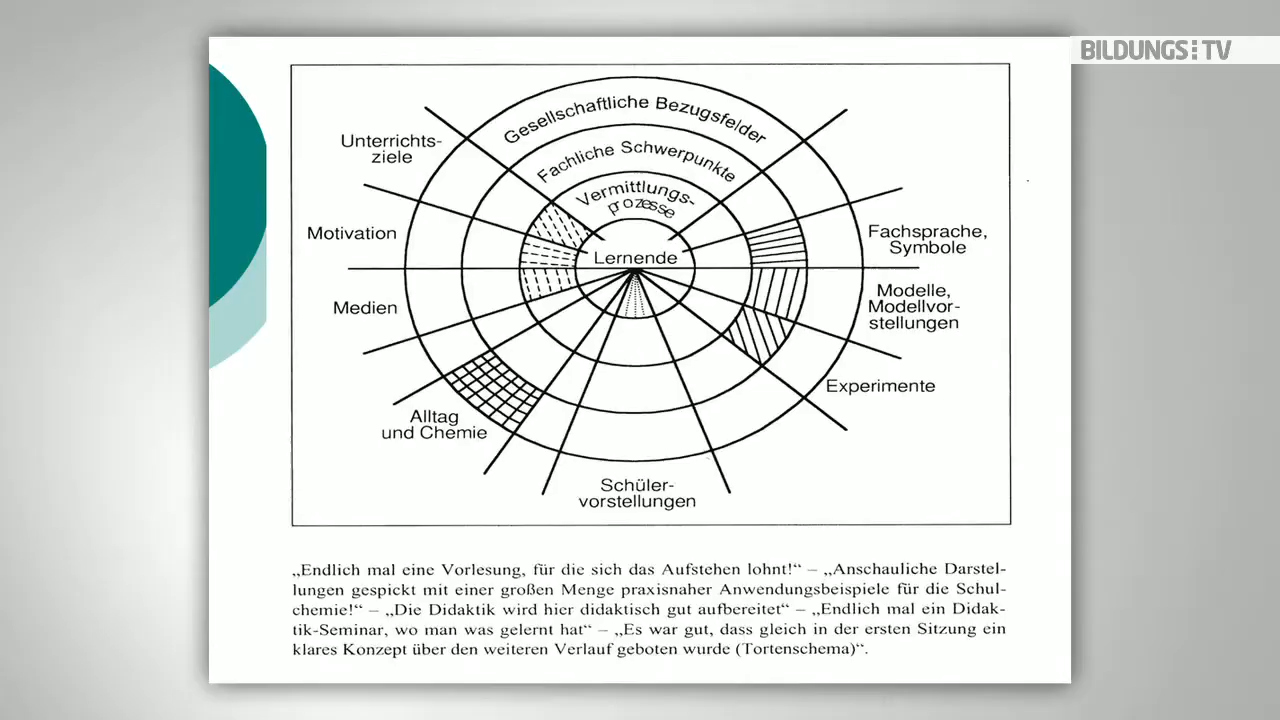 BILDUNGS:TV
Gesellschaftliche Bezugsfelder
Fachliche Schwerpunkte
Vermittlungs-
prozesse
Lernende
Unterrichts-
ziele
Motivation
Medien
Alltag
und Chemie
Schüler-
vorstellungen
Fachsprache,
Symbole
Modelle,
Modellvor-
stellungen
Experimente
„Endlich mal eine Vorlesung, für die sich das Aufstehen lohnt!“ – „Anschauliche Darstel-
lungen gespickt mit einer großen Menge praxisnaher Anwendungsbeispiele für die Schul-
chemie!“ – „Die Didaktik wird hier didaktisch gut aufbereitet“ – „Endlich mal ein Didak-
tik-Seminar, wo man was gelernt hat“ – „Es war gut, dass gleich in der ersten Sitzung ein
klares Konzept über den weiteren Verlauf geboten wurde (Tortenschema)“.